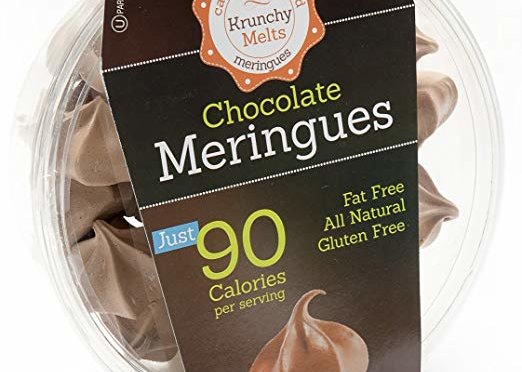 Krunchy
Melts
meringues
Chocolate
Meringues
Just
90
Calories
per serving
Fat Free
All Natural
Gluten Free